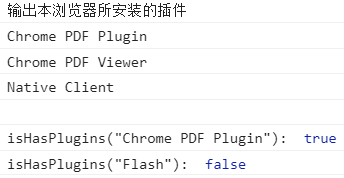 输出本浏览器所安装的插件
Chrome PDF Plugin
Chrome PDF Viewer
Native Client
isHasPlugins("Chrome PDF Plugin"):  true
isHasPlugins("Flash"):  false